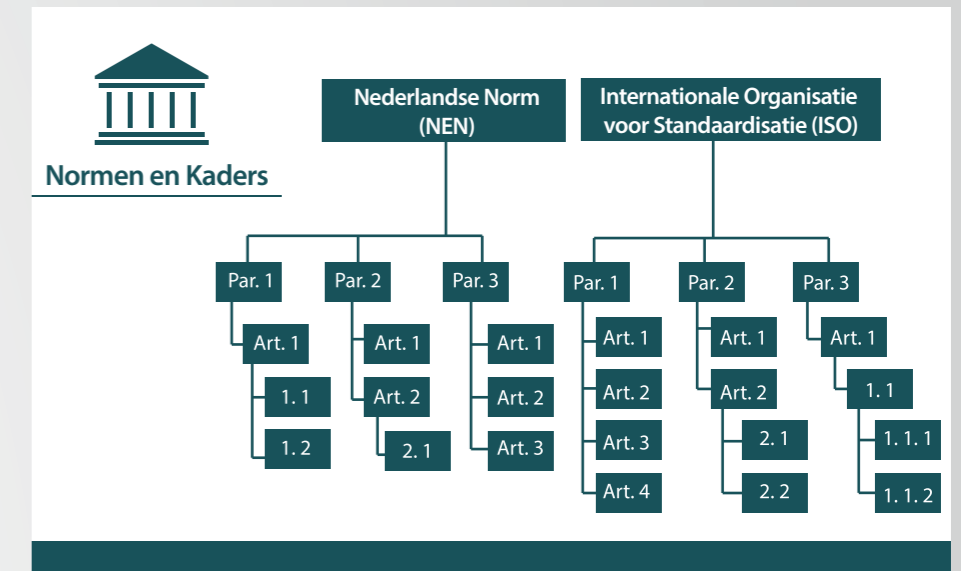 Normen en Kaders
Nederlandse Norm
(NEN)
Internationale Organisatie
voor Standaardisatie (ISO)
Par. 1
Art. 1
1. 1
1. 2
Par. 2
Art. 1
Art. 2
2. 1
Par. 3
Art. 1
Art. 2
Art. 3
Par. 1
Art. 1
Art. 2
Art. 3
Art. 4
Par. 2
Art. 1
Art. 2
2. 1
2. 2
Par. 3
Art. 1
1. 1
1. 1. 1
1. 1. 2